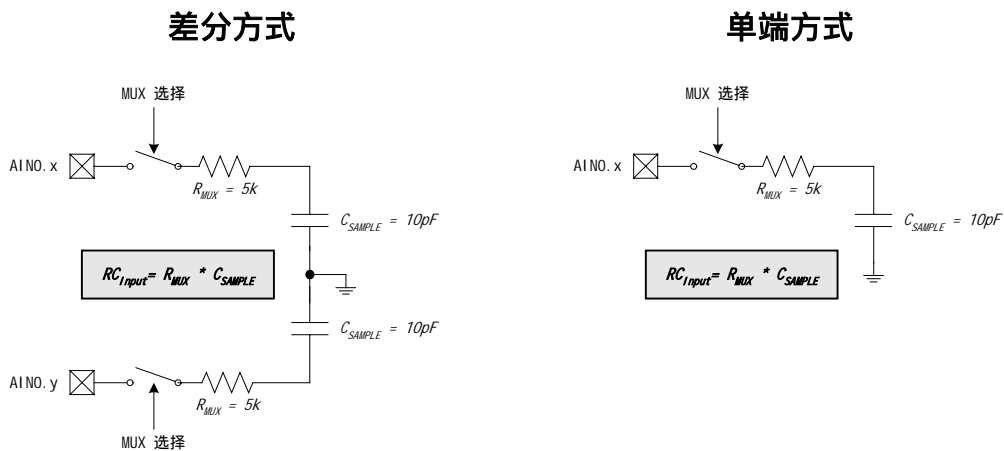 差分方式
MUX 选择
AIN0.x
R_MUX = 5k
C_SAMPLE = 10pF
RC_Input= R_MUX * C_SAMPLE
C_SAMPLE = 10pF
AIN0.y
R_MUX = 5k
MUX 选择
单端方式
MUX 选择
AIN0.x
R_MUX = 5k
C_SAMPLE = 10pF
RC_Input= R_MUX * C_SAMPLE